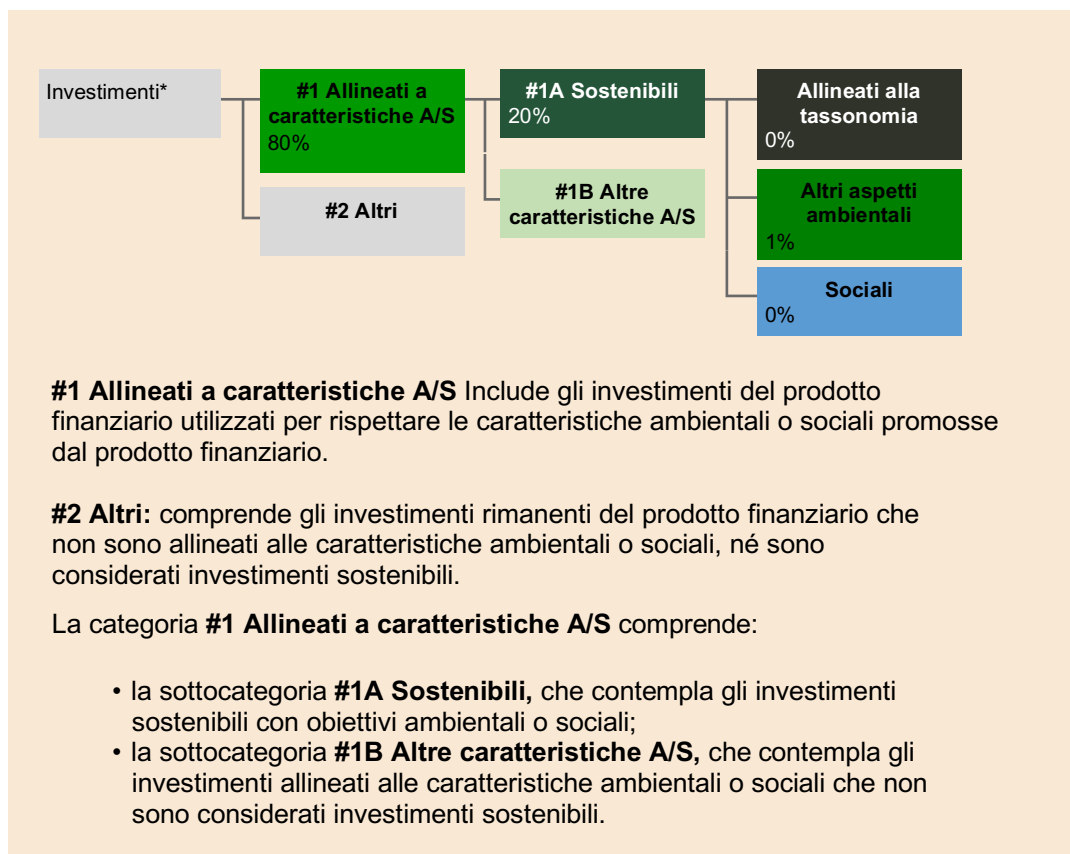 Investimenti*
#1 Allineati a
caratteristiche A/S
80%
#2 Altri
#1A Sostenibili
20%
#1B Altre
caratteristiche A/S
Allineati alla
tassonomia
0%
Altri aspetti
ambientali
1%
Sociali
0%
#1 Allineati a caratteristiche A/S Include gli investimenti del prodotto
finanziario utilizzati per rispettare le caratteristiche ambientali o sociali promosse
dal prodotto finanziario.
#2 Altri: comprende gli investimenti rimanenti del prodotto finanziario che
non sono allineati alle caratteristiche ambientali o sociali, né sono
considerati investimenti sostenibili.
La categoria #1 Allineati a caratteristiche A/S comprende:
• la sottocategoria #1A Sostenibili, che contempla gli investimenti
sostenibili con obiettivi ambientali o sociali;
• la sottocategoria #1B Altre caratteristiche A/S, che contempla gli
investimenti allineati alle caratteristiche ambientali o sociali che non
sono considerati investimenti sostenibili.